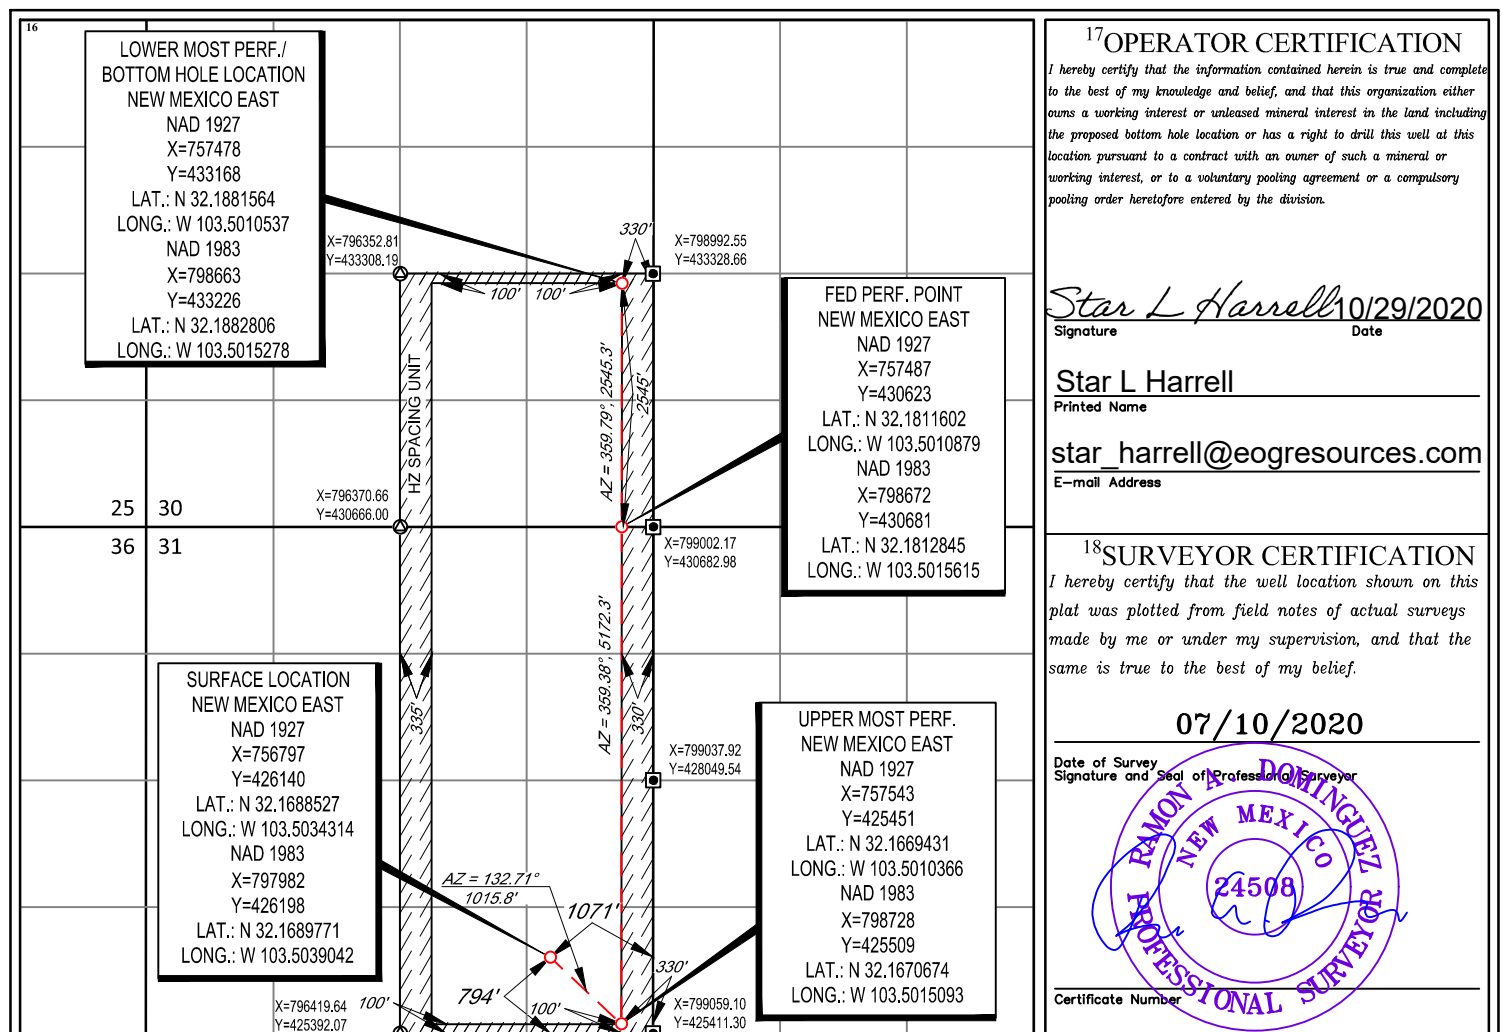 16
LOWER MOST PERF./
BOTTOM HOLE LOCATION
NEW MEXICO EAST
NAD 1927
X=757478
Y=433168
LAT.: N 32.1881564
LONG.: W 103.5010537
NAD 1983
X=798663
Y=433226
LAT.: N 32.1882806
LONG.: W 103.5015278
X=796352.81
Y=433308.19
330'
X=798992.55
Y=433328.66
100'
100'
FED PERF. POINT
NEW MEXICO EAST
NAD 1927
X=757487
Y=430623
LAT.: N 32.1811602
LONG.: W 103.5010879
NAD 1983
X=798672
Y=430681
LAT.: N 32.1812845
LONG.: W 103.5015615
HZ SPACING UNIT
AZ = 359.79°, 2545.3'
2545'
25 30
36 31
X=796370.66
Y=430666.00
X=799002.17
Y=430682.98
AZ = 359.38°, 5172.3'
335'
330'
SURFACE LOCATION
NEW MEXICO EAST
NAD 1927
X=756797
Y=426140
LAT.: N 32.1688527
LONG.: W 103.5034314
NAD 1983
X=797982
Y=426198
LAT.: N 32.1689771
LONG.: W 103.5039042
X=799037.92
Y=428049.54
UPPER MOST PERF.
NEW MEXICO EAST
NAD 1927
X=757543
Y=425451
LAT.: N 32.1669431
LONG.: W 103.5010366
NAD 1983
X=798728
Y=425509
LAT.: N 32.1670674
LONG.: W 103.5015093
AZ = 132.71°
1015.8'
1071'
794'
330'
100'
100'
X=796419.64
Y=425392.07
X=799059.10
Y=425411.30
17OPERATOR CERTIFICATION
I hereby certify that the information contained herein is true and complete
to the best of my knowledge and belief, and that this organization either
owns a working interest or unleased mineral interest in the land including
the proposed bottom hole location or has a right to drill this well at this
location pursuant to a contract with an owner of such a mineral or
working interest, or to a voluntary pooling agreement or a compulsory
pooling order heretofore entered by the division.
Star L Harrell 10/29/2020
Signature Date
Star L Harrell
Printed Name
star_harrell@eogresources.com
E-mail Address
18SURVEYOR CERTIFICATION
I hereby certify that the well location shown on this
plat was plotted from field notes of actual surveys
made by me or under my supervision, and that the
same is true to the best of my belief.
07/10/2020
Date of Survey
Signature and Seal of Professional Surveyor
RAMON A. DOMINGUEZ
NEW MEXICO
24508
PROFESSIONAL SURVEYOR
Certificate Number